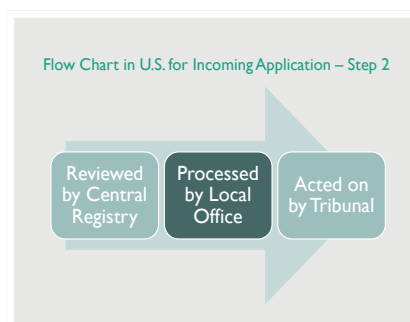 Flow Chart in U.S. for Incoming Application – Step 2
Reviewed
by Central
Registry
Processed
by Local
Office
Acted on
by Tribunal